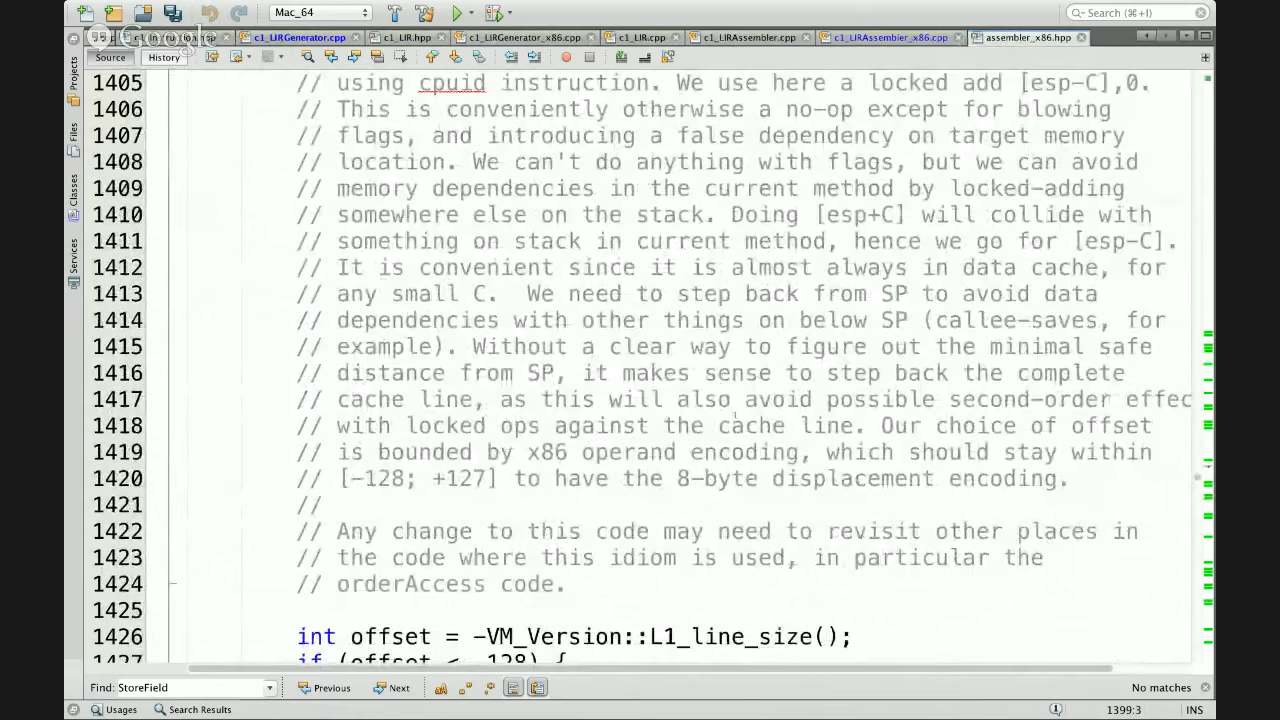 Mac_64
Search (⌘+I)
Google
c1_LIRGenerator.cpp
c1_LIR.hpp
c1_LIRGenerator_x86.cpp
c1_LIR.cpp
c1_LIRAssembler.cpp
c1_LIRAssembler_x86.cpp
assembler_x86.hpp
Source
History
Projects
Files
Classes
Services
1405 // using cpuid instruction. We use here a locked add [esp-C],0.
1406 // This is conveniently otherwise a no-op except for blowing
1407 // flags, and introducing a false dependency on target memory
1408 // location. We can't do anything with flags, but we can avoid
1409 // memory dependencies in the current method by locked-adding
1410 // somewhere else on the stack. Doing [esp+C] will collide with
1411 // something on stack in current method, hence we go for [esp-C].
1412 // It is convenient since it is almost always in data cache, for
1413 // any small C.  We need to step back from SP to avoid data
1414 // dependencies with other things on below SP (callee-saves, for
1415 // example). Without a clear way to figure out the minimal safe
1416 // distance from SP, it makes sense to step back the complete
1417 // cache line, as this will also avoid possible second-order effec
1418 // with locked ops against the cache line. Our choice of offset
1419 // is bounded by x86 operand encoding, which should stay within
1420 // [-128; +127] to have the 8-byte displacement encoding.
1421 //
1422 // Any change to this code may need to revisit other places in
1423 // the code where this idiom is used, in particular the
1424 // orderAccess code.
1425
1426 int offset = -VM_Version::L1_line_size();
1427 if (offset < -128) {
Find: StoreField
Previous
Next
No matches
Usages
Search Results
1
1399:3
INS